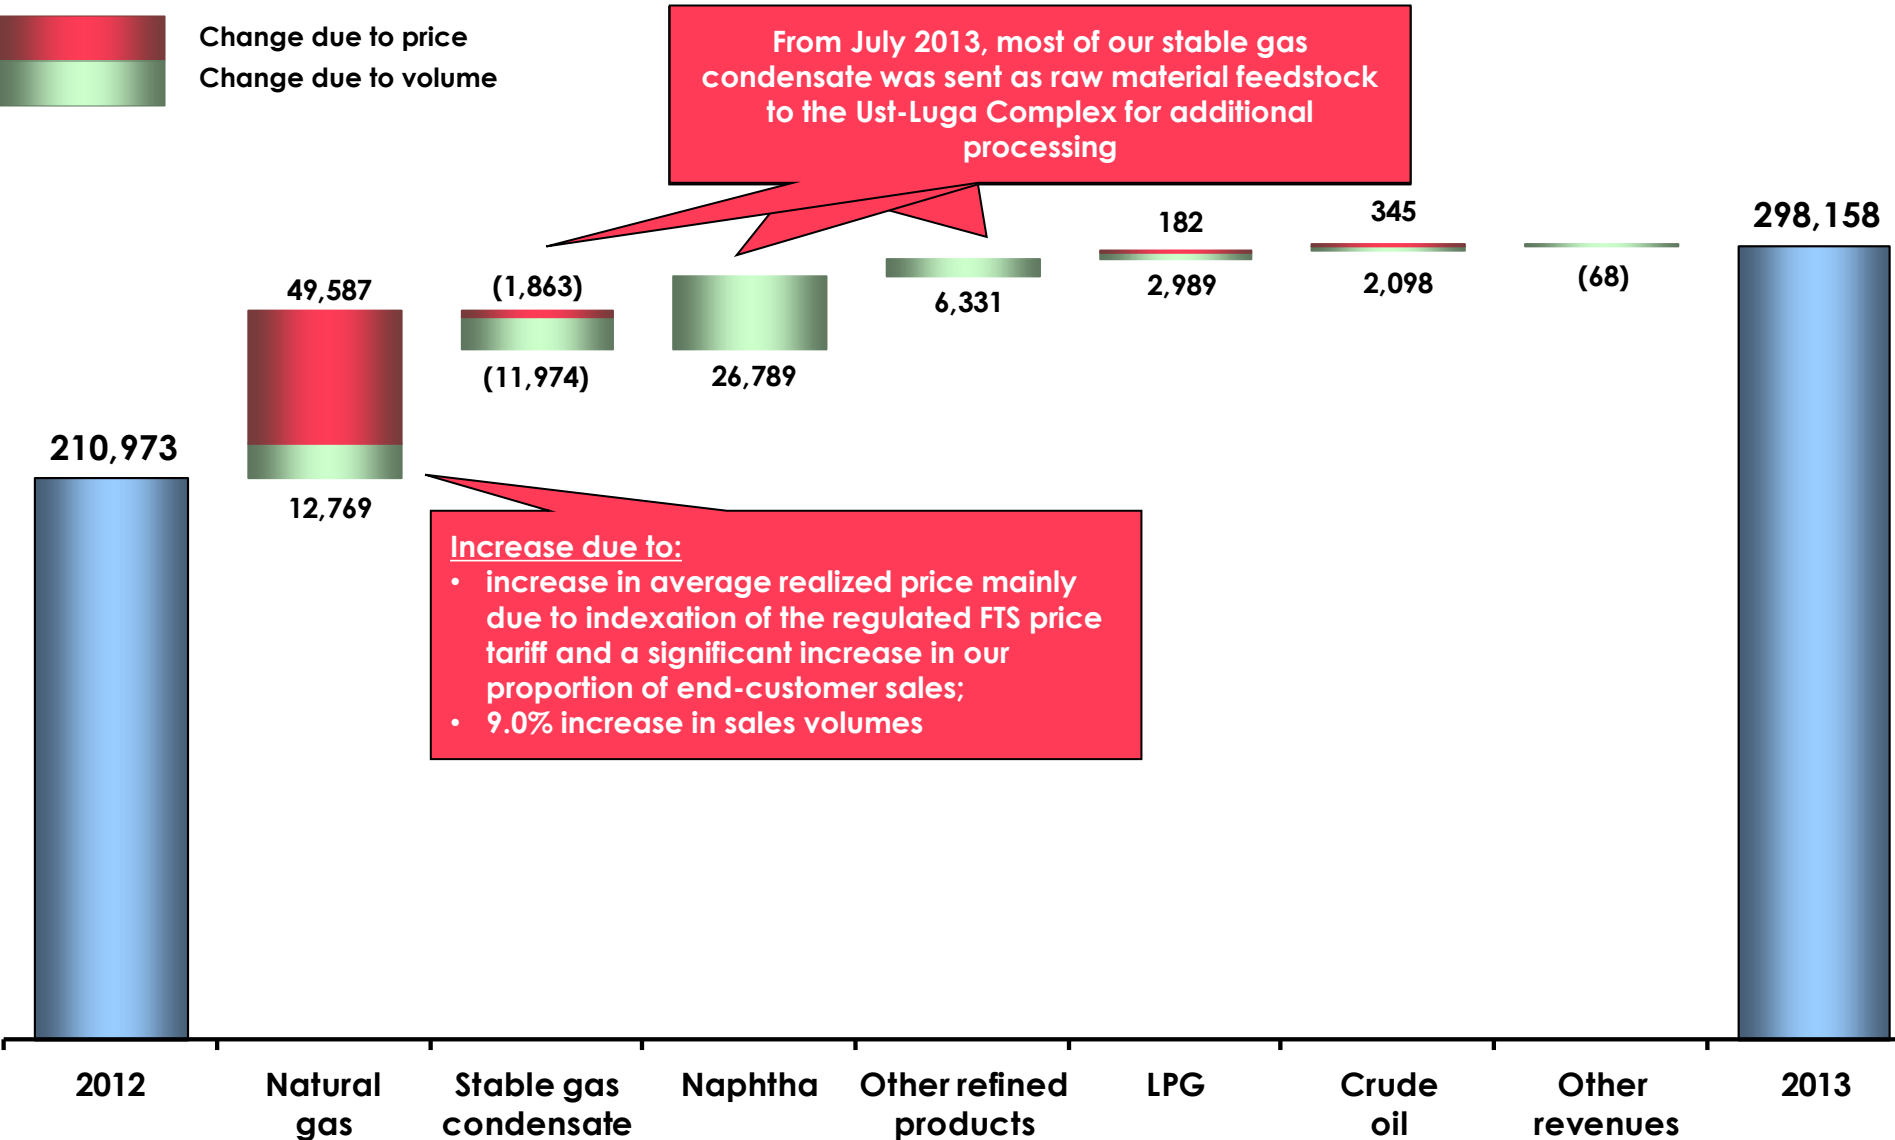 Change due to price
Change due to volume
From July 2013, most of our stable gas
condensate was sent as raw material feedstock
to the Ust-Luga Complex for additional
processing
182
345
298,158
49,587
(1,863)
6,331
2,989
2,098
(68)
(11,974)
26,789
210,973
12,769
Increase due to:
• increase in average realized price mainly
due to indexation of the regulated FTS price
tariff and a significant increase in our
proportion of end-customer sales;
• 9.0% increase in sales volumes
2012
Natural
gas
Stable gas
condensate
Naphtha
Other refined
products
LPG
Crude
oil
Other
revenues
2013